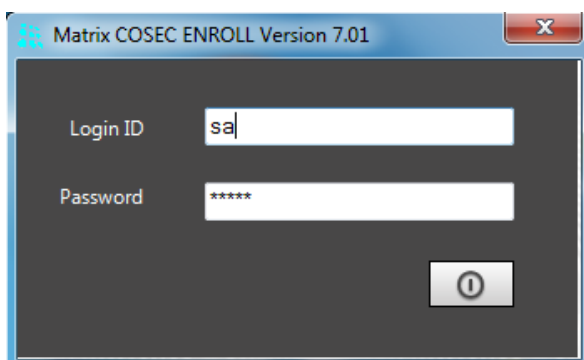 Matrix COSEC ENROLL Version 7.01
Login ID
sa
Password
*****